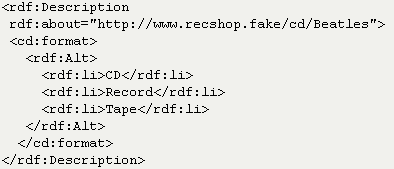 <rdf:Description
rdf:about="http://www.recshop.fake/cd/Beatles">
<cd:format>
<rdf:Alt>
<rdf:li>CD</rdf:li>
<rdf:li>Record</rdf:li>
<rdf:li>Tape</rdf:li>
</rdf:Alt>
</cd:format>
</rdf:Description>